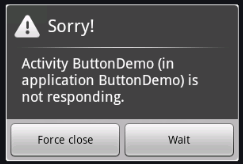 Sorry!
Activity ButtonDemo (in
application ButtonDemo) is
not responding.
Force close
Wait